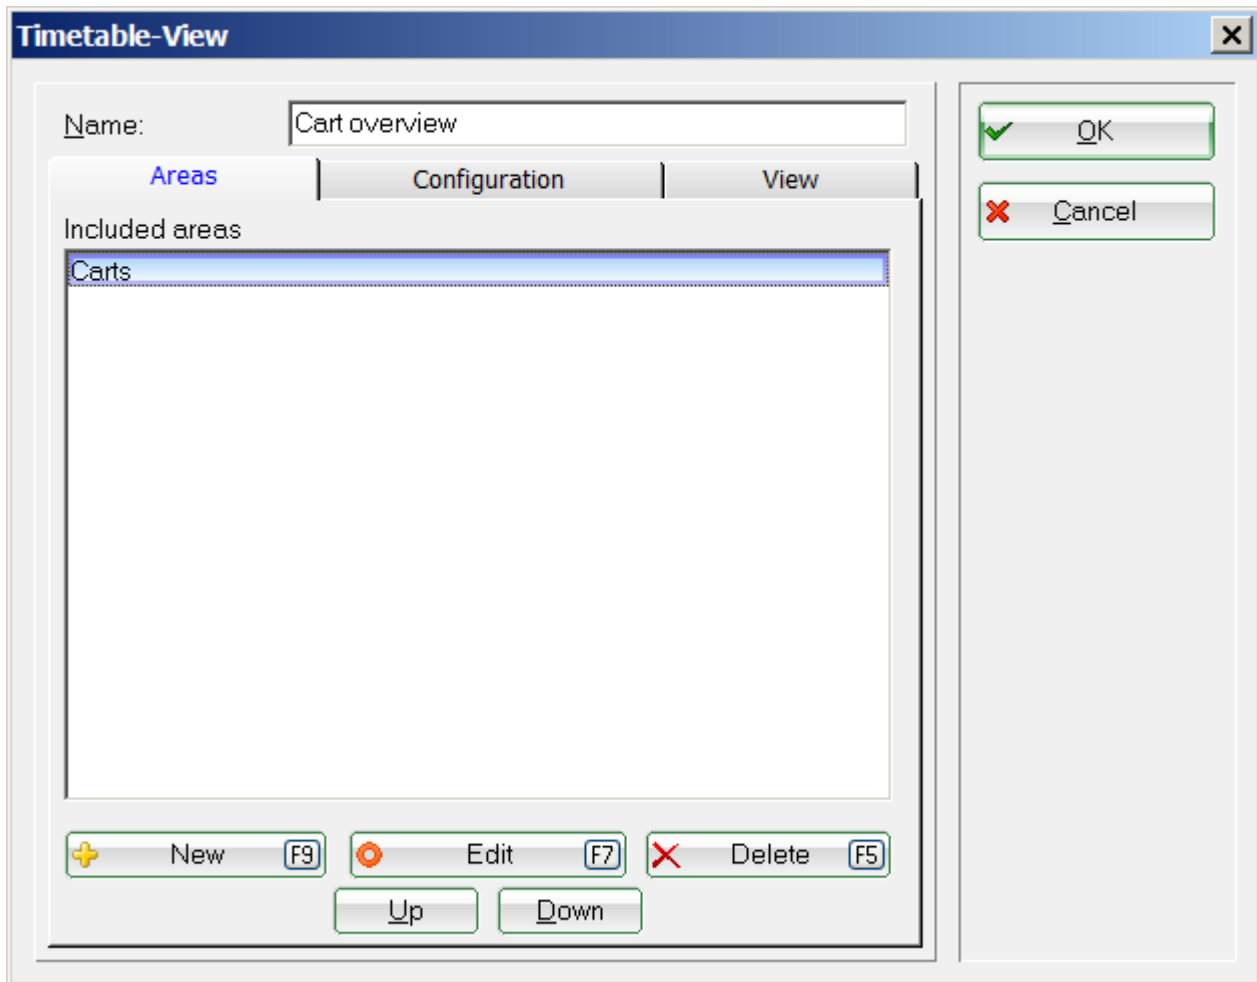 Timetable-View
Name: Cart overview
OK
Cancel
Areas Configuration View
Included areas
Carts
New F9 Edit F7 Delete F5
Up Down